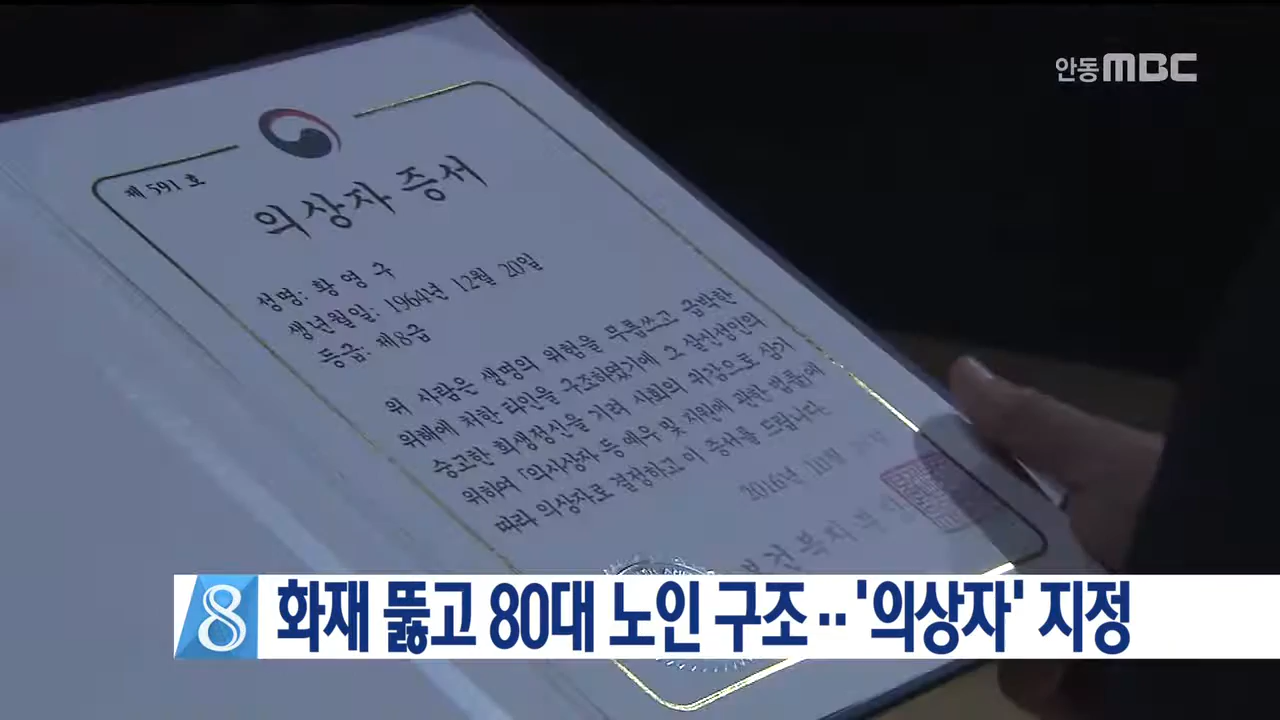 안동MBC
제 591 호
의상자 증서
성명: 황영구
생년월일: 1964년 12월 20일
등급: 제8급
위 사람은 생명의 위험을 무릅쓰고 급박한
위해에 처한 타인을 구조하였기에 그 살신성인의
숭고한 희생정신을 기려 사회의 귀감으로 삼기
위하여 「의사상자 등 예우 및 지원에 관한 법률」에
따라 의상자로 결정하고 이 증서를 드립니다.
2016년 10월
보건복지부장
8 화재 뚫고 80대 노인 구조‥'의상자' 지정